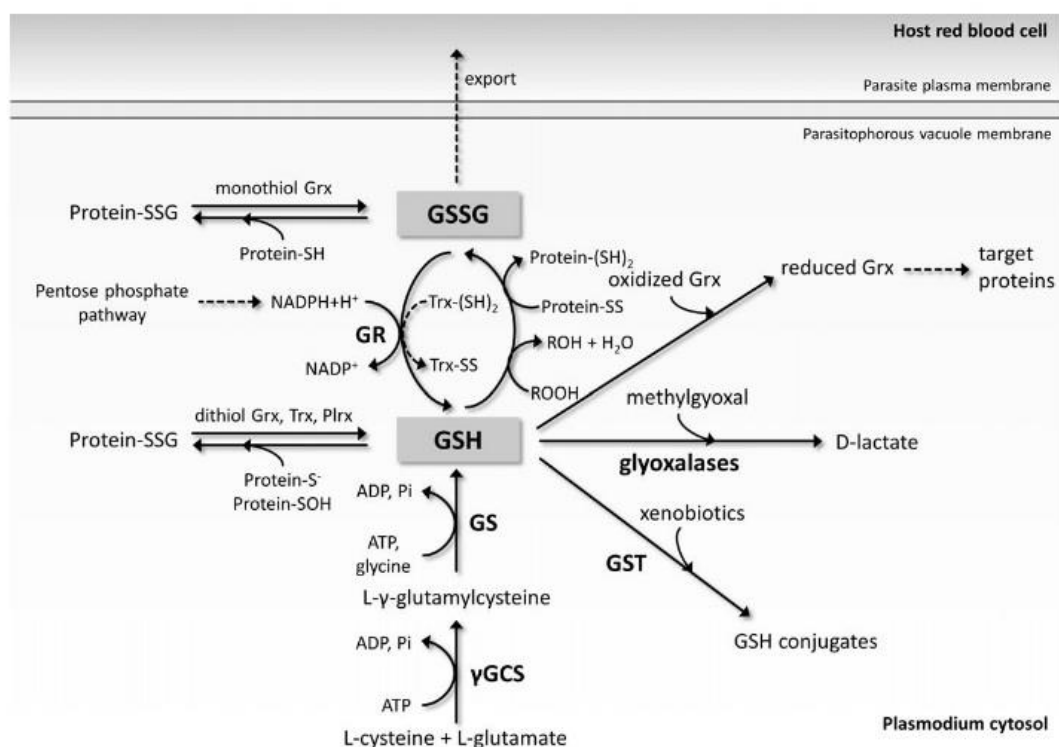 Host red blood cell
export
Parasite plasma membrane
Parasitophorous vacuole membrane
monothiol Grx
Protein-SSG
GSSG
Protein-SH
Protein-(SH)₂
oxidized Grx
reduced Grx
target
proteins
Pentose phosphate
pathway
NADPH+H⁺
Trx-(SH)₂
Protein-SS
GR
ROH + H₂O
NADP⁺
Trx-SS
ROOH
methylgyoxal
dithiol Grx, Trx, Plrx
Protein-SSG
GSH
D-lactate
glyoxalases
Protein-S⁻
Protein-SOH
ADP, Pi
GS
xenobiotics
ATP,
glycine
GST
L-γ-glutamylcysteine
GSH conjugates
ADP, Pi
γGCS
ATP
L-cysteine + L-glutamate
Plasmodium cytosol